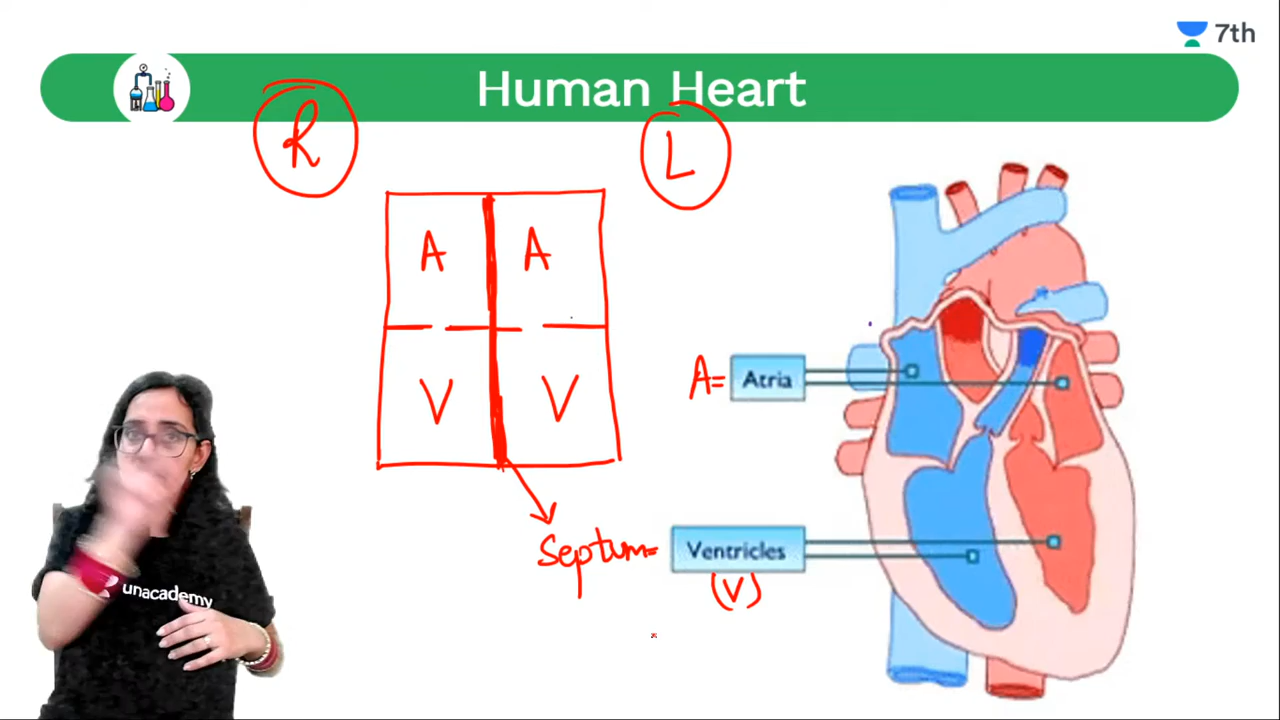 7th
Human Heart
R
L
A A
A= Atria
V V
Septum= Ventricles
(V)
unacademy